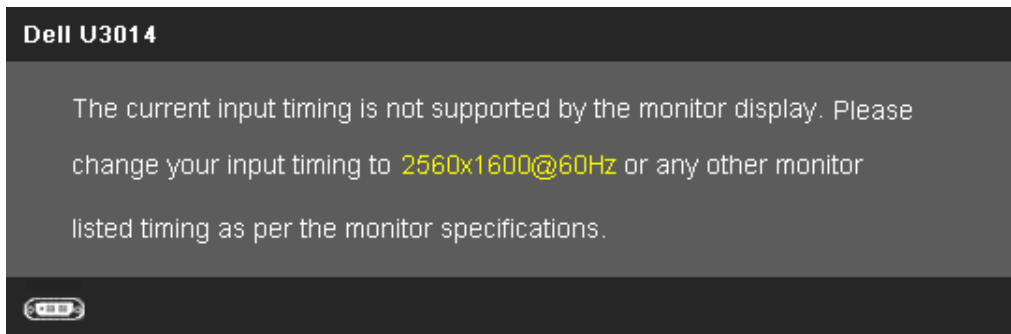 Dell U3014
The current input timing is not supported by the monitor display. Please
change your input timing to 2560x1600@60Hz or any other monitor
listed timing as per the monitor specifications.